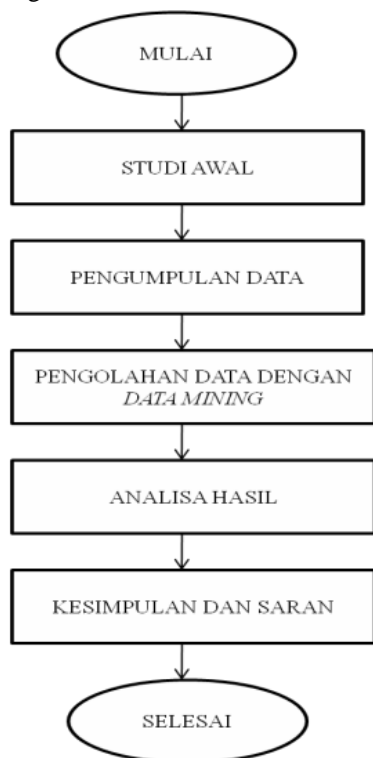 MULAI
STUDI AWAL
PENGUMPULAN DATA
PENGOLAHAN DATA DENGAN
DATA MINING
ANALISA HASIL
KESIMPULAN DAN SARAN
SELESAI